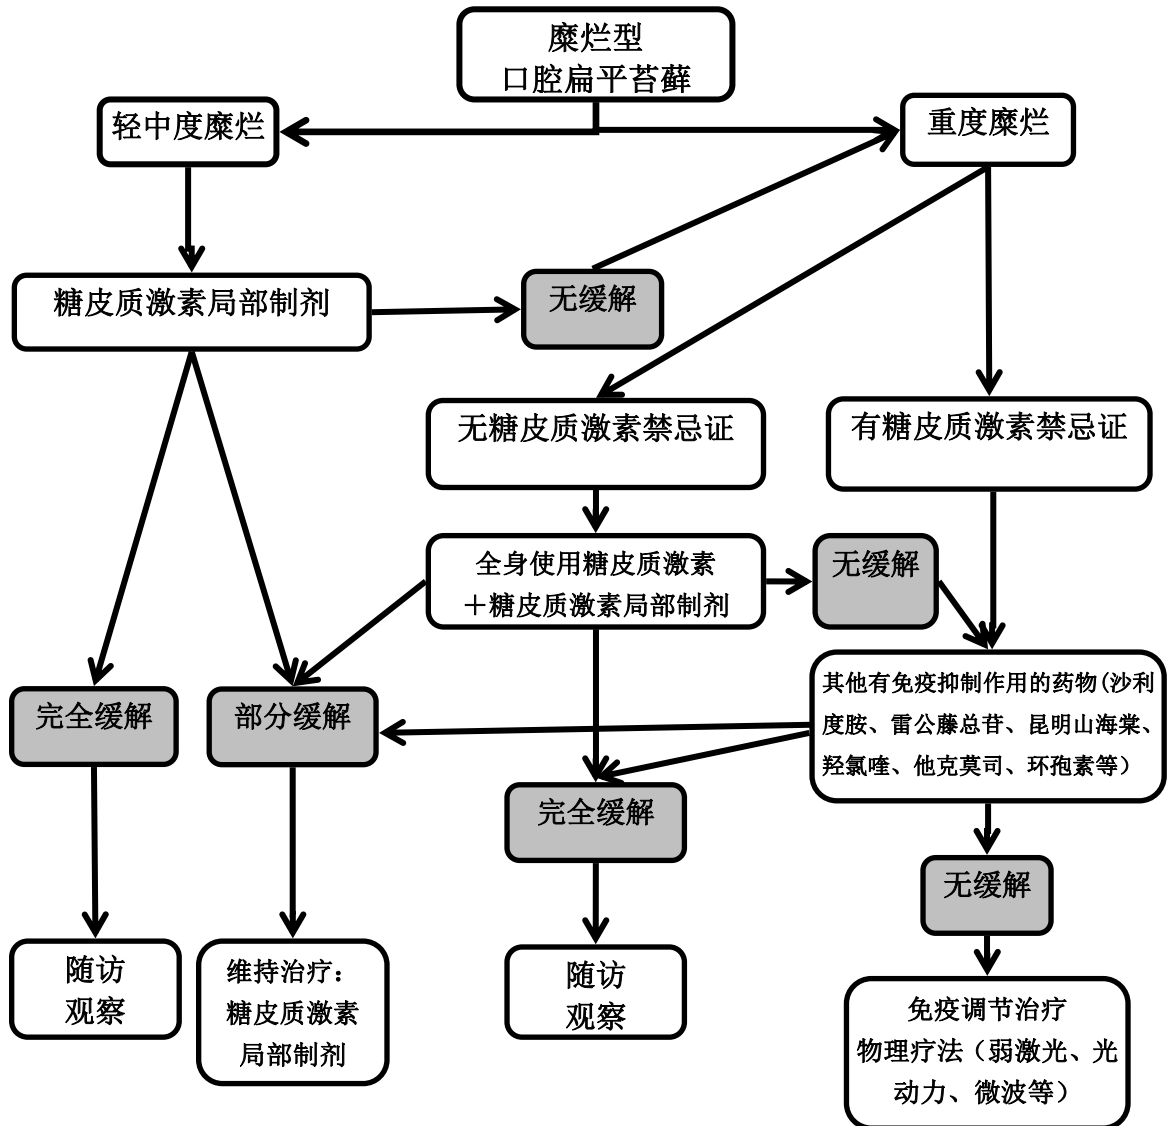 糜烂型
口腔扁平苔藓
轻中度糜烂
重度糜烂
糖皮质激素局部制剂
无缓解
无糖皮质激素禁忌证
有糖皮质激素禁忌证
全身使用糖皮质激素
＋糖皮质激素局部制剂
无缓解
其他有免疫抑制作用的药物(沙利
度胺、雷公藤总苷、昆明山海棠、
羟氯喹、他克莫司、环孢素等）
完全缓解
部分缓解
完全缓解
无缓解
随访
观察
维持治疗：
糖皮质激素
局部制剂
随访
观察
免疫调节治疗
物理疗法（弱激光、光
动力、微波等）